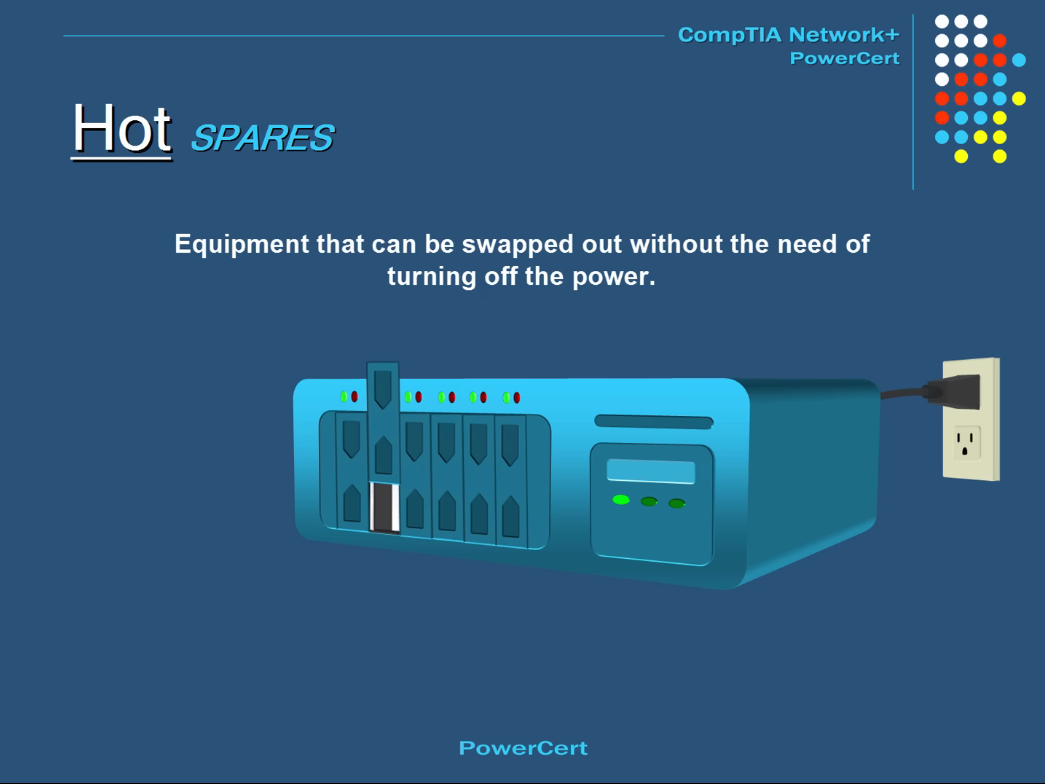 CompTIA Network+
PowerCert
Hot SPARES
Equipment that can be swapped out without the need of
turning off the power.
PowerCert